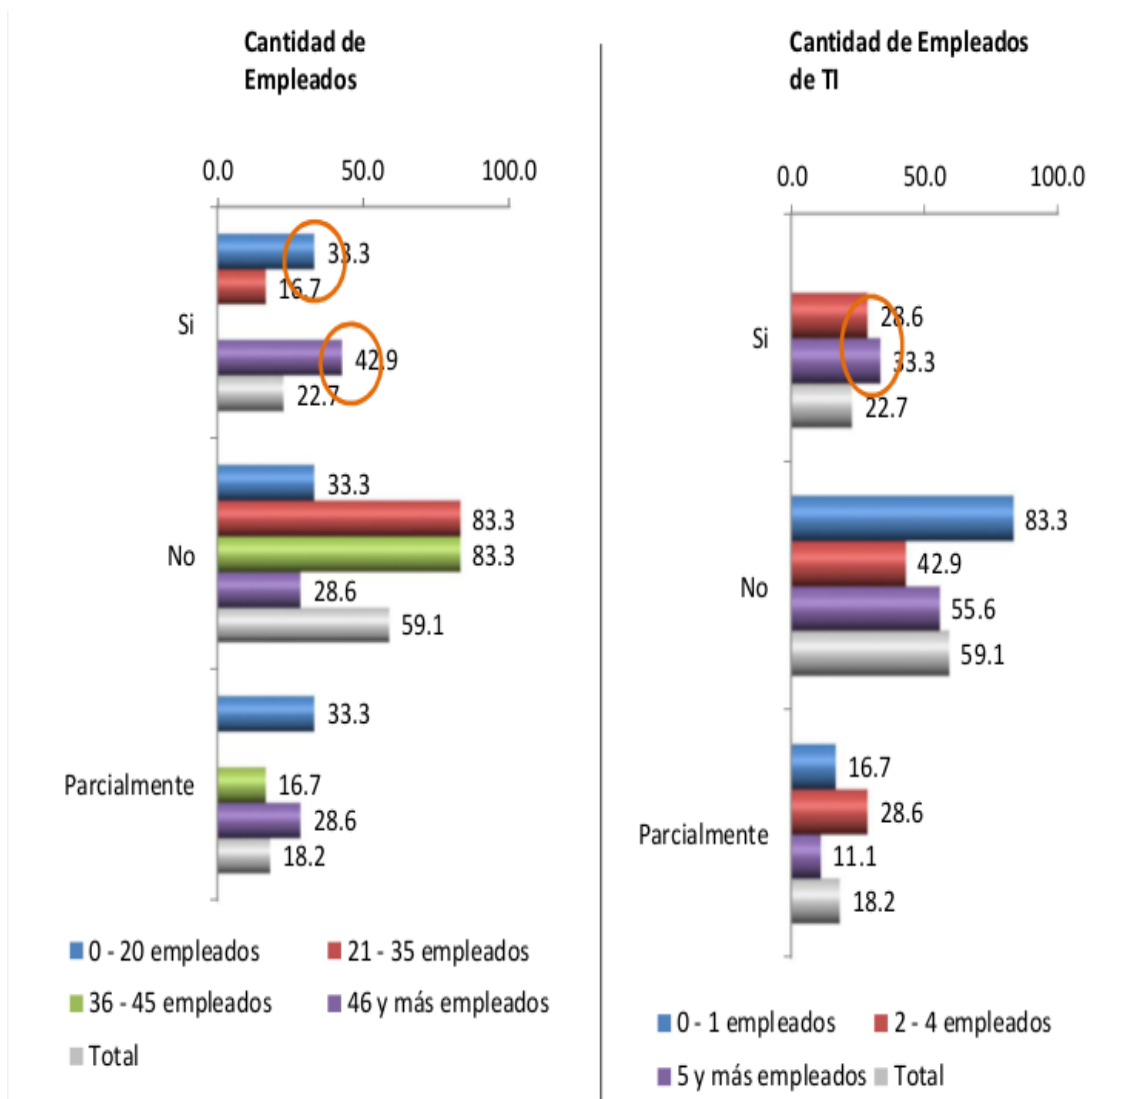 Cantidad de
Empleados
0.0 50.0 100.0
Si
33.3
16.7
42.9
22.7
No
33.3
83.3
83.3
28.6
59.1
Parcialmente
33.3
16.7
28.6
18.2
0 - 20 empleados 21 - 35 empleados
36 - 45 empleados 46 y más empleados
Total
Cantidad de Empleados
de TI
0.0 50.0 100.0
Si
28.6
33.3
22.7
No
83.3
42.9
55.6
59.1
Parcialmente
16.7
28.6
11.1
18.2
0 - 1 empleados 2 - 4 empleados
5 y más empleados Total